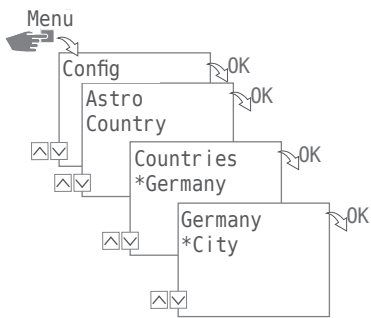 Menu
Config
OK
Astro
Country
OK
Countries
*Germany
OK
Germany
*City
OK